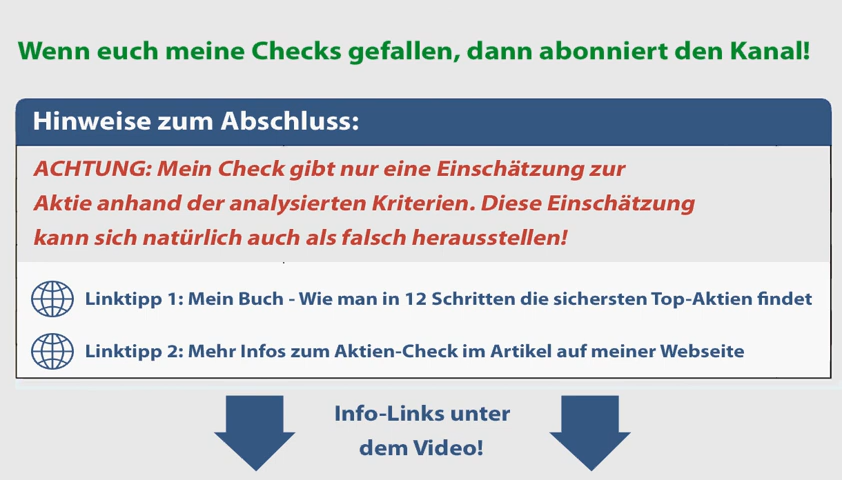 Wenn euch meine Checks gefallen, dann abonniert den Kanal!
Hinweise zum Abschluss:
ACHTUNG: Mein Check gibt nur eine Einschätzung zur
Aktie anhand der analysierten Kriterien. Diese Einschätzung
kann sich natürlich auch als falsch herausstellen!
Linktipp 1: Mein Buch - Wie man in 12 Schritten die sichersten Top-Aktien findet
Linktipp 2: Mehr Infos zum Aktien-Check im Artikel auf meiner Webseite
Info-Links unter
dem Video!